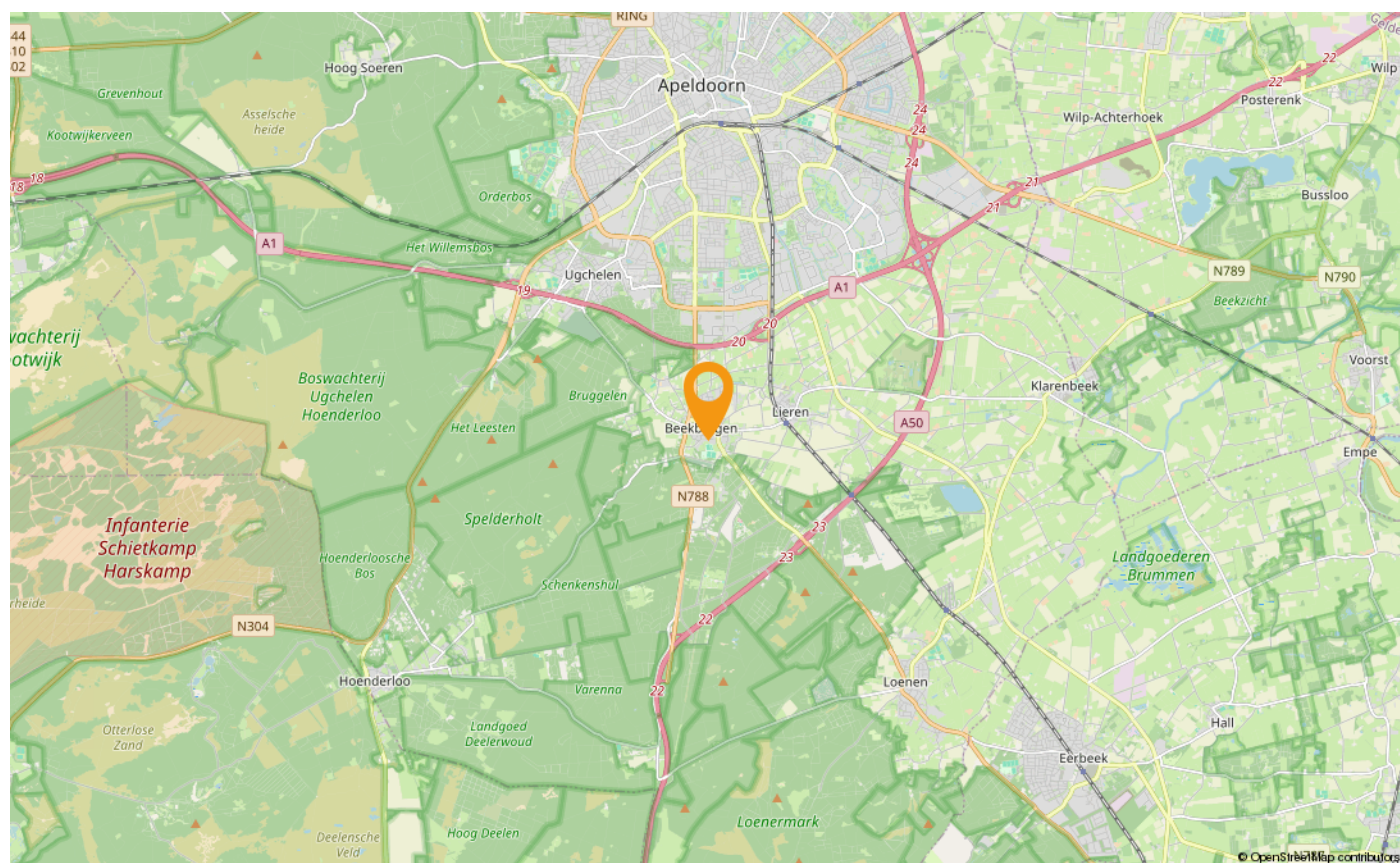 RING
44
10
02
Hoog Soeren
Apeldoorn
22
Wilp
22
Posterenk
Grevenhout
Asselsche
heide
24
Wilp-Achterhoek
Kootwijkerveen
24
24
18
18
Orderbos
21
21
Bussloo
A1
Het Willemsbos
Ugchelen
A1
N789
N790
Beekzicht
19
20
20
Voorst
Boswachterij
Ugchelen
Hoenderloo
Bruggelen
Klarenbeek
Lieren
A50
Het Leesten
Empe
N788
Spelderholt
Infanterie
Schietkamp
Harskamp
23
23
Hoenderloosche
Bos
Schenkenshul
Landgoederen
Brummen
N304
22
Hoenderloo
Varenna
22
Loenen
Otterlose
Zand
Landgoed
Deelerwoud
Hall
Eerbeek
Deelensche
Veld
Hoog Deelen
Loenermark
© OpenStreetMap contributors